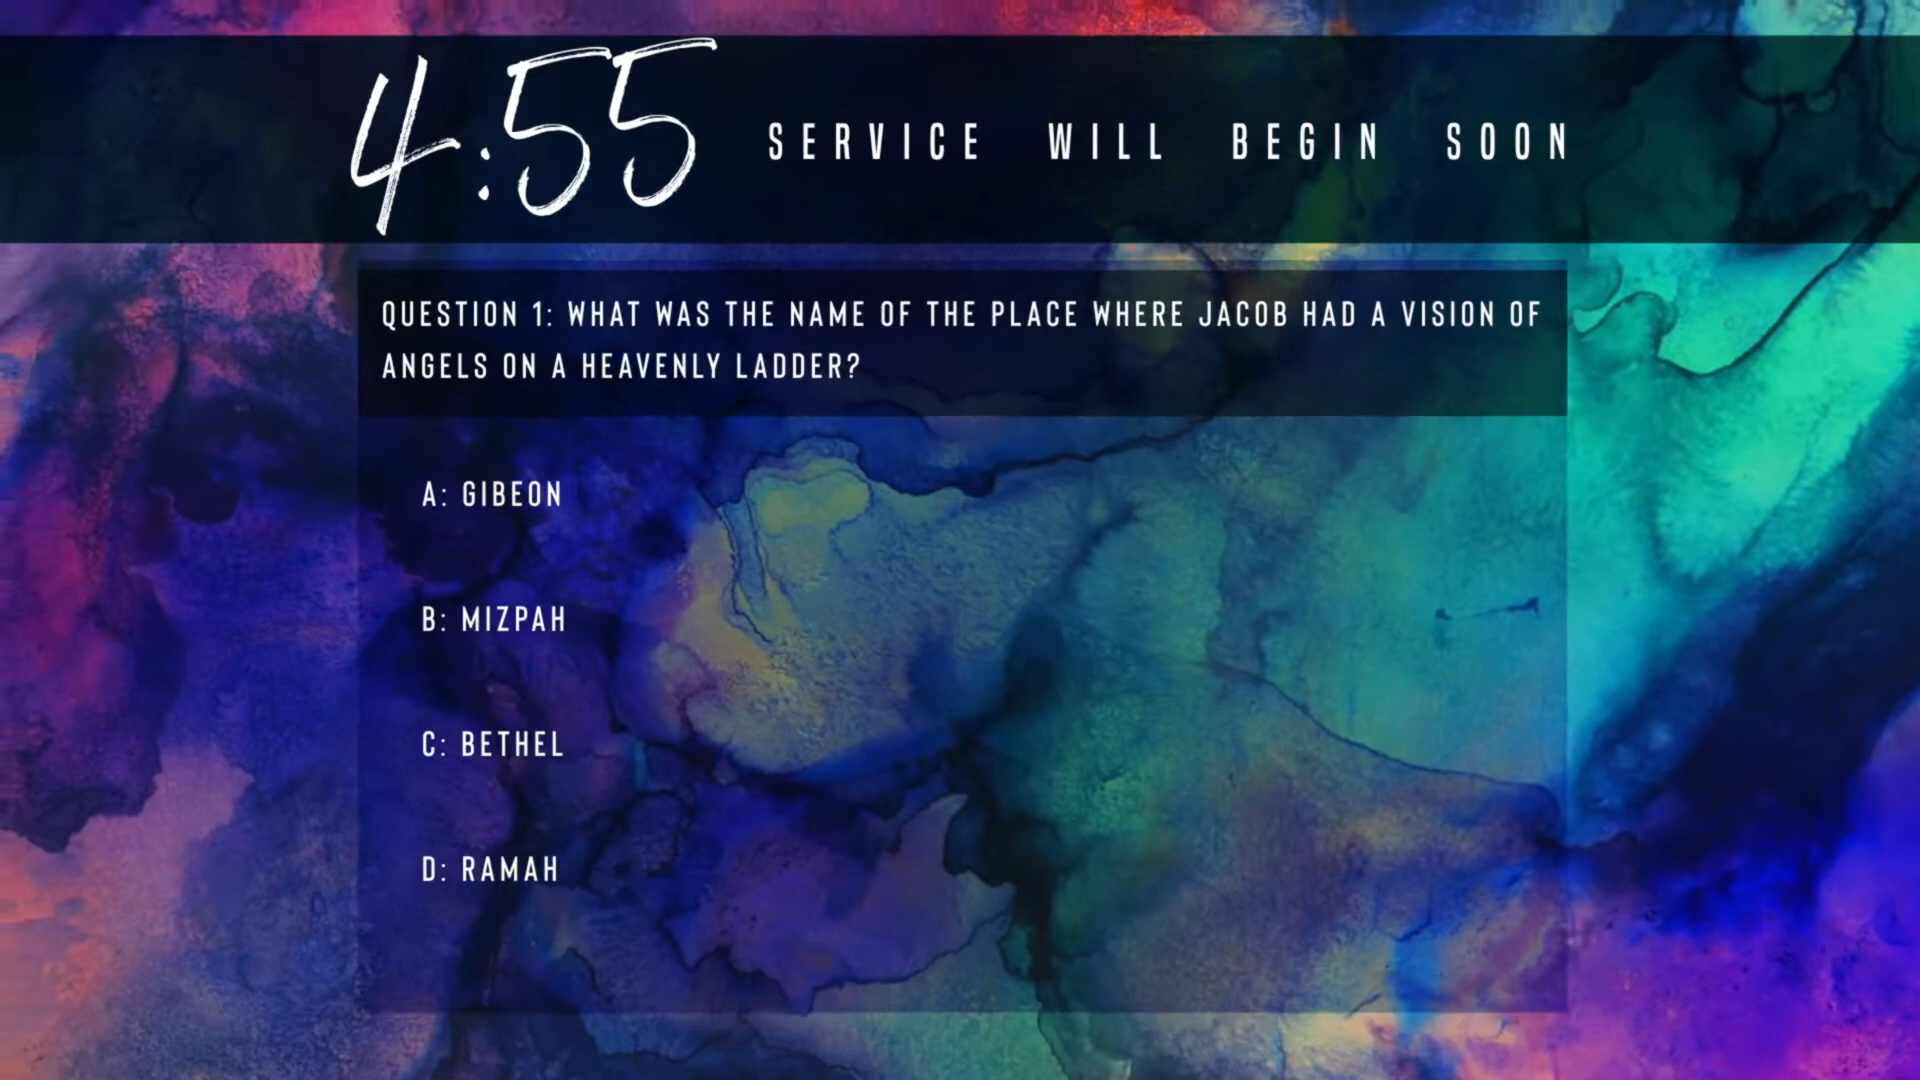 4:55 SERVICE WILL BEGIN SOON
QUESTION 1: WHAT WAS THE NAME OF THE PLACE WHERE JACOB HAD A VISION OF
ANGELS ON A HEAVENLY LADDER?
A: GIBEON
B: MIZPAH
C: BETHEL
D: RAMAH